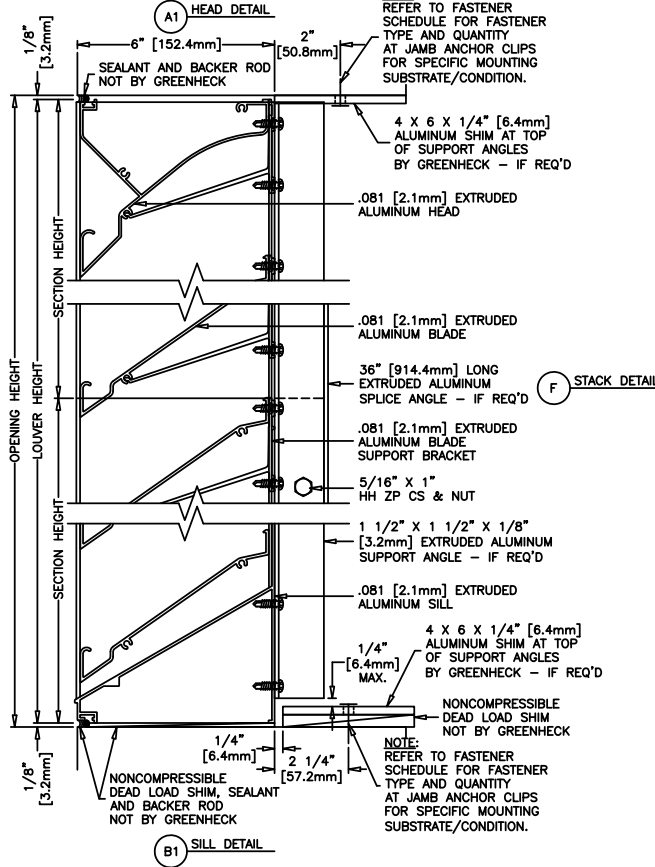 A1 HEAD DETAIL
1/8"
[3.2mm]
6" [152.4mm]
2"
[50.8mm]
REFER TO FASTENER
SCHEDULE FOR FASTENER
TYPE AND QUANTITY
AT JAMB ANCHOR CLIPS
FOR SPECIFIC MOUNTING
SUBSTRATE/CONDITION.
SEALANT AND BACKER ROD
NOT BY GREENHECK
4 X 6 X 1/4" [6.4mm]
ALUMINUM SHIM AT TOP
OF SUPPORT ANGLES
BY GREENHECK – IF REQ'D
.081 [2.1mm] EXTRUDED
ALUMINUM HEAD
OPENING HEIGHT
LOUVER HEIGHT
SECTION HEIGHT
.081 [2.1mm] EXTRUDED
ALUMINUM BLADE
36" [914.4mm] LONG
EXTRUDED ALUMINUM
SPLICE ANGLE – IF REQ'D
F STACK DETAIL
.081 [2.1mm] EXTRUDED
ALUMINUM BLADE
SUPPORT BRACKET
5/16" X 1"
HH ZP CS & NUT
SECTION HEIGHT
1 1/2" X 1 1/2" X 1/8"
[3.2mm] EXTRUDED ALUMINUM
SUPPORT ANGLE – IF REQ'D
.081 [2.1mm] EXTRUDED
ALUMINUM SILL
4 X 6 X 1/4" [6.4mm]
ALUMINUM SHIM AT TOP
OF SUPPORT ANGLES
BY GREENHECK – IF REQ'D
1/4"
[6.4mm]
MAX.
NONCOMPRESSIBLE
DEAD LOAD SHIM
NOT BY GREENHECK
1/8"
[3.2mm]
1/4"
[6.4mm]
2 1/4"
[57.2mm]
NOTE:
REFER TO FASTENER
SCHEDULE FOR FASTENER
TYPE AND QUANTITY
AT JAMB ANCHOR CLIPS
FOR SPECIFIC MOUNTING
SUBSTRATE/CONDITION.
NONCOMPRESSIBLE
DEAD LOAD SHIM, SEALANT
AND BACKER ROD
NOT BY GREENHECK
B1 SILL DETAIL